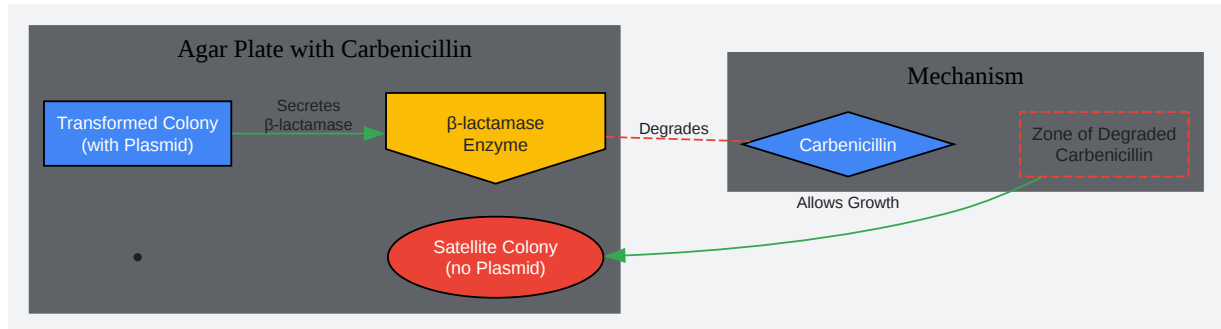 Agar Plate with Carbenicillin
Transformed Colony
(with Plasmid)
Secretes
β-lactamase
β-lactamase
Enzyme
Degrades
Mechanism
Carbenicillin
Zone of Degraded
Carbenicillin
Allows Growth
Satellite Colony
(no Plasmid)